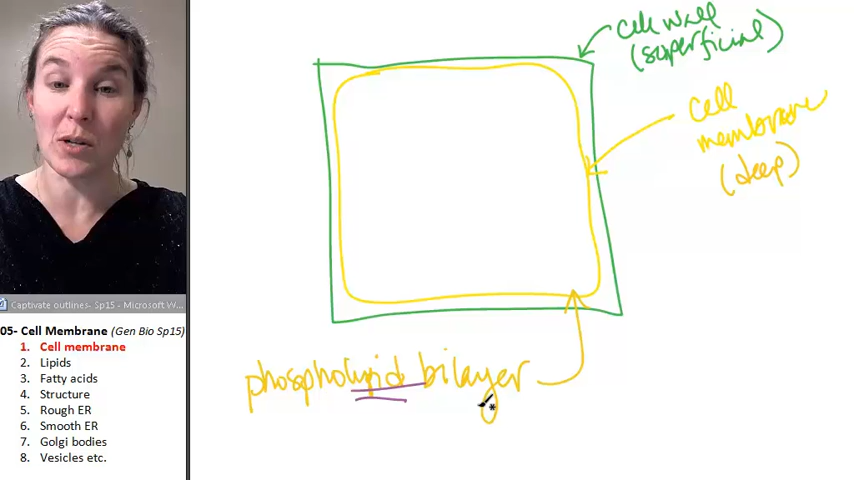 cell wall
(superficial)
cell
membrane
(deep)
phospholipid bilayer
Captivate outlines- Sp15 - Microsoft W...
05- Cell Membrane (Gen Bio Sp15)
1. Cell membrane
2. Lipids
3. Fatty acids
4. Structure
5. Rough ER
6. Smooth ER
7. Golgi bodies
8. Vesicles etc.